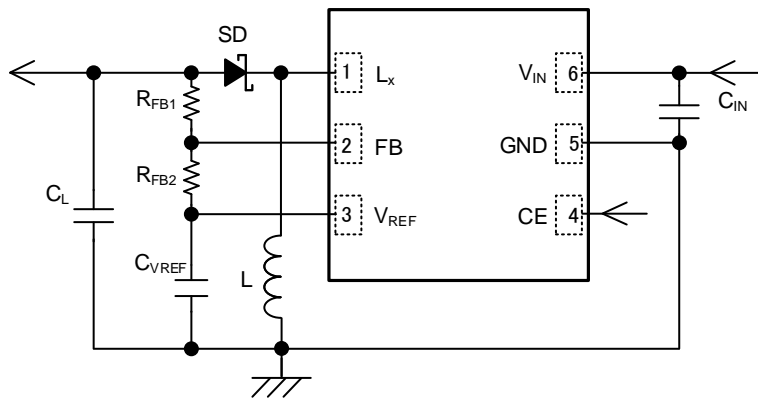 SD
1 Lx VIN 6
RFB1 CIN
2 FB GND 5
RFB2
CL 3 VREF CE 4
CVREF
L